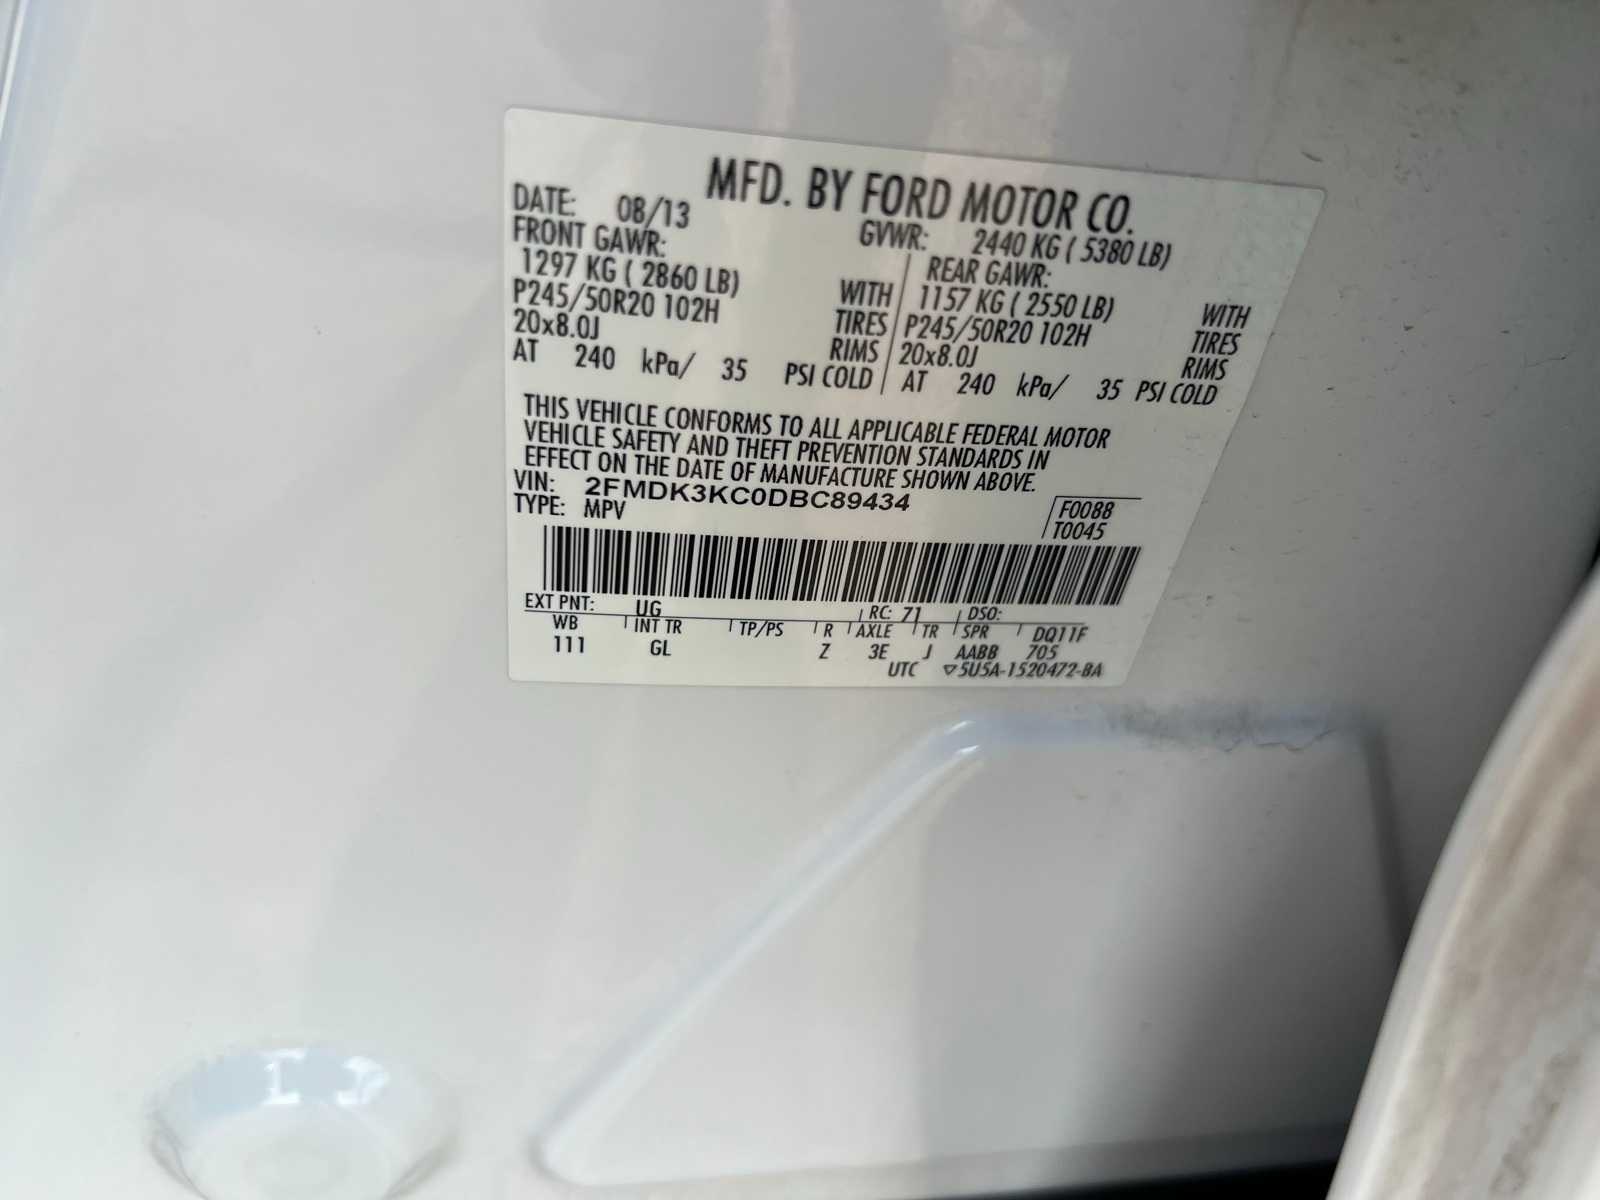 MFD. BY FORD MOTOR CO.
DATE: 08/13 GVWR: 2440 KG ( 5380 LB)
FRONT GAWR: REAR GAWR:
1297 KG ( 2860 LB) WITH 1157 KG ( 2550 LB) WITH
P245/50R20 102H TIRES P245/50R20 102H TIRES
20x8.0J RIMS 20x8.0J RIMS
AT 240 kPa/ 35 PSI COLD AT 240 kPa/ 35 PSI COLD
THIS VEHICLE CONFORMS TO ALL APPLICABLE FEDERAL MOTOR
VEHICLE SAFETY AND THEFT PREVENTION STANDARDS IN
EFFECT ON THE DATE OF MANUFACTURE SHOWN ABOVE.
VIN: 2FMDK3KC0DBC89434 F0088
TYPE: MPV T0045
EXT PNT: UG RC: 71 DSO:
WB INT TR TP/PS R AXLE TR SPR DQ11F
111 GL Z 3E J AABB 705
UTC ▽5U5A-1520472-BA